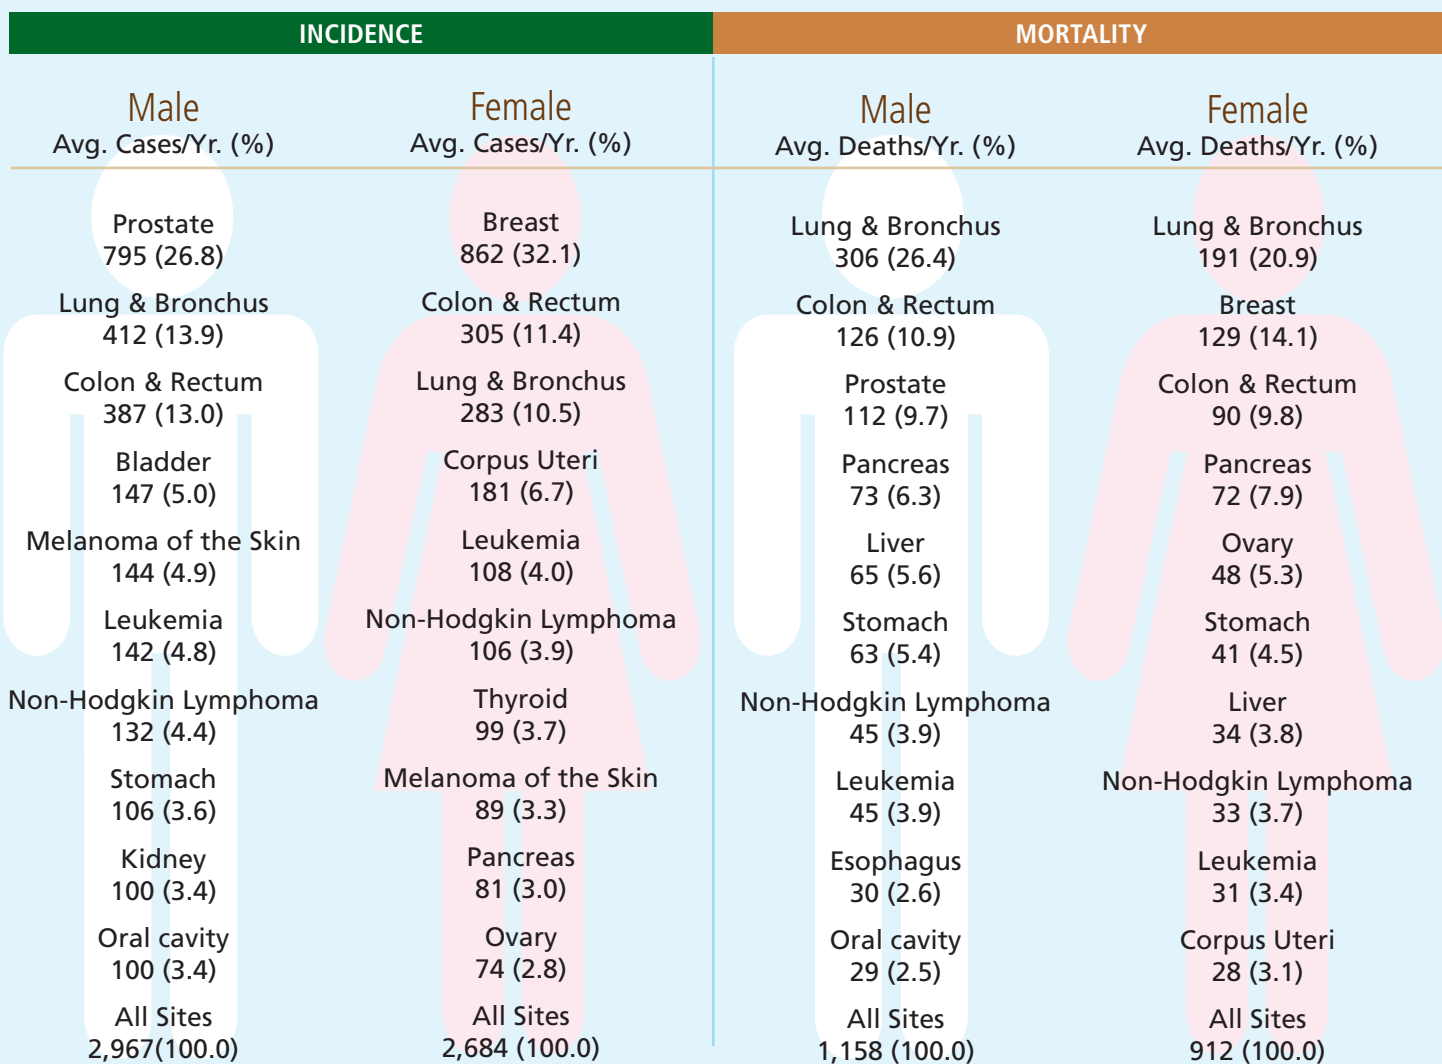 INCIDENCE
MORTALITY
Male
Avg. Cases/Yr. (%)
Prostate
795 (26.8)
Lung & Bronchus
412 (13.9)
Colon & Rectum
387 (13.0)
Bladder
147 (5.0)
Melanoma of the Skin
144 (4.9)
Leukemia
142 (4.8)
Non-Hodgkin Lymphoma
132 (4.4)
Stomach
106 (3.6)
Kidney
100 (3.4)
Oral cavity
100 (3.4)
All Sites
2,967(100.0)
Female
Avg. Cases/Yr. (%)
Breast
862 (32.1)
Colon & Rectum
305 (11.4)
Lung & Bronchus
283 (10.5)
Corpus Uteri
181 (6.7)
Leukemia
108 (4.0)
Non-Hodgkin Lymphoma
106 (3.9)
Thyroid
99 (3.7)
Melanoma of the Skin
89 (3.3)
Pancreas
81 (3.0)
Ovary
74 (2.8)
All Sites
2,684 (100.0)
Male
Avg. Deaths/Yr. (%)
Lung & Bronchus
306 (26.4)
Colon & Rectum
126 (10.9)
Prostate
112 (9.7)
Pancreas
73 (6.3)
Liver
65 (5.6)
Stomach
63 (5.4)
Non-Hodgkin Lymphoma
45 (3.9)
Leukemia
45 (3.9)
Esophagus
30 (2.6)
Oral cavity
29 (2.5)
All Sites
1,158 (100.0)
Female
Avg. Deaths/Yr. (%)
Lung & Bronchus
191 (20.9)
Breast
129 (14.1)
Colon & Rectum
90 (9.8)
Pancreas
72 (7.9)
Ovary
48 (5.3)
Stomach
41 (4.5)
Liver
34 (3.8)
Non-Hodgkin Lymphoma
33 (3.7)
Leukemia
31 (3.4)
Corpus Uteri
28 (3.1)
All Sites
912 (100.0)